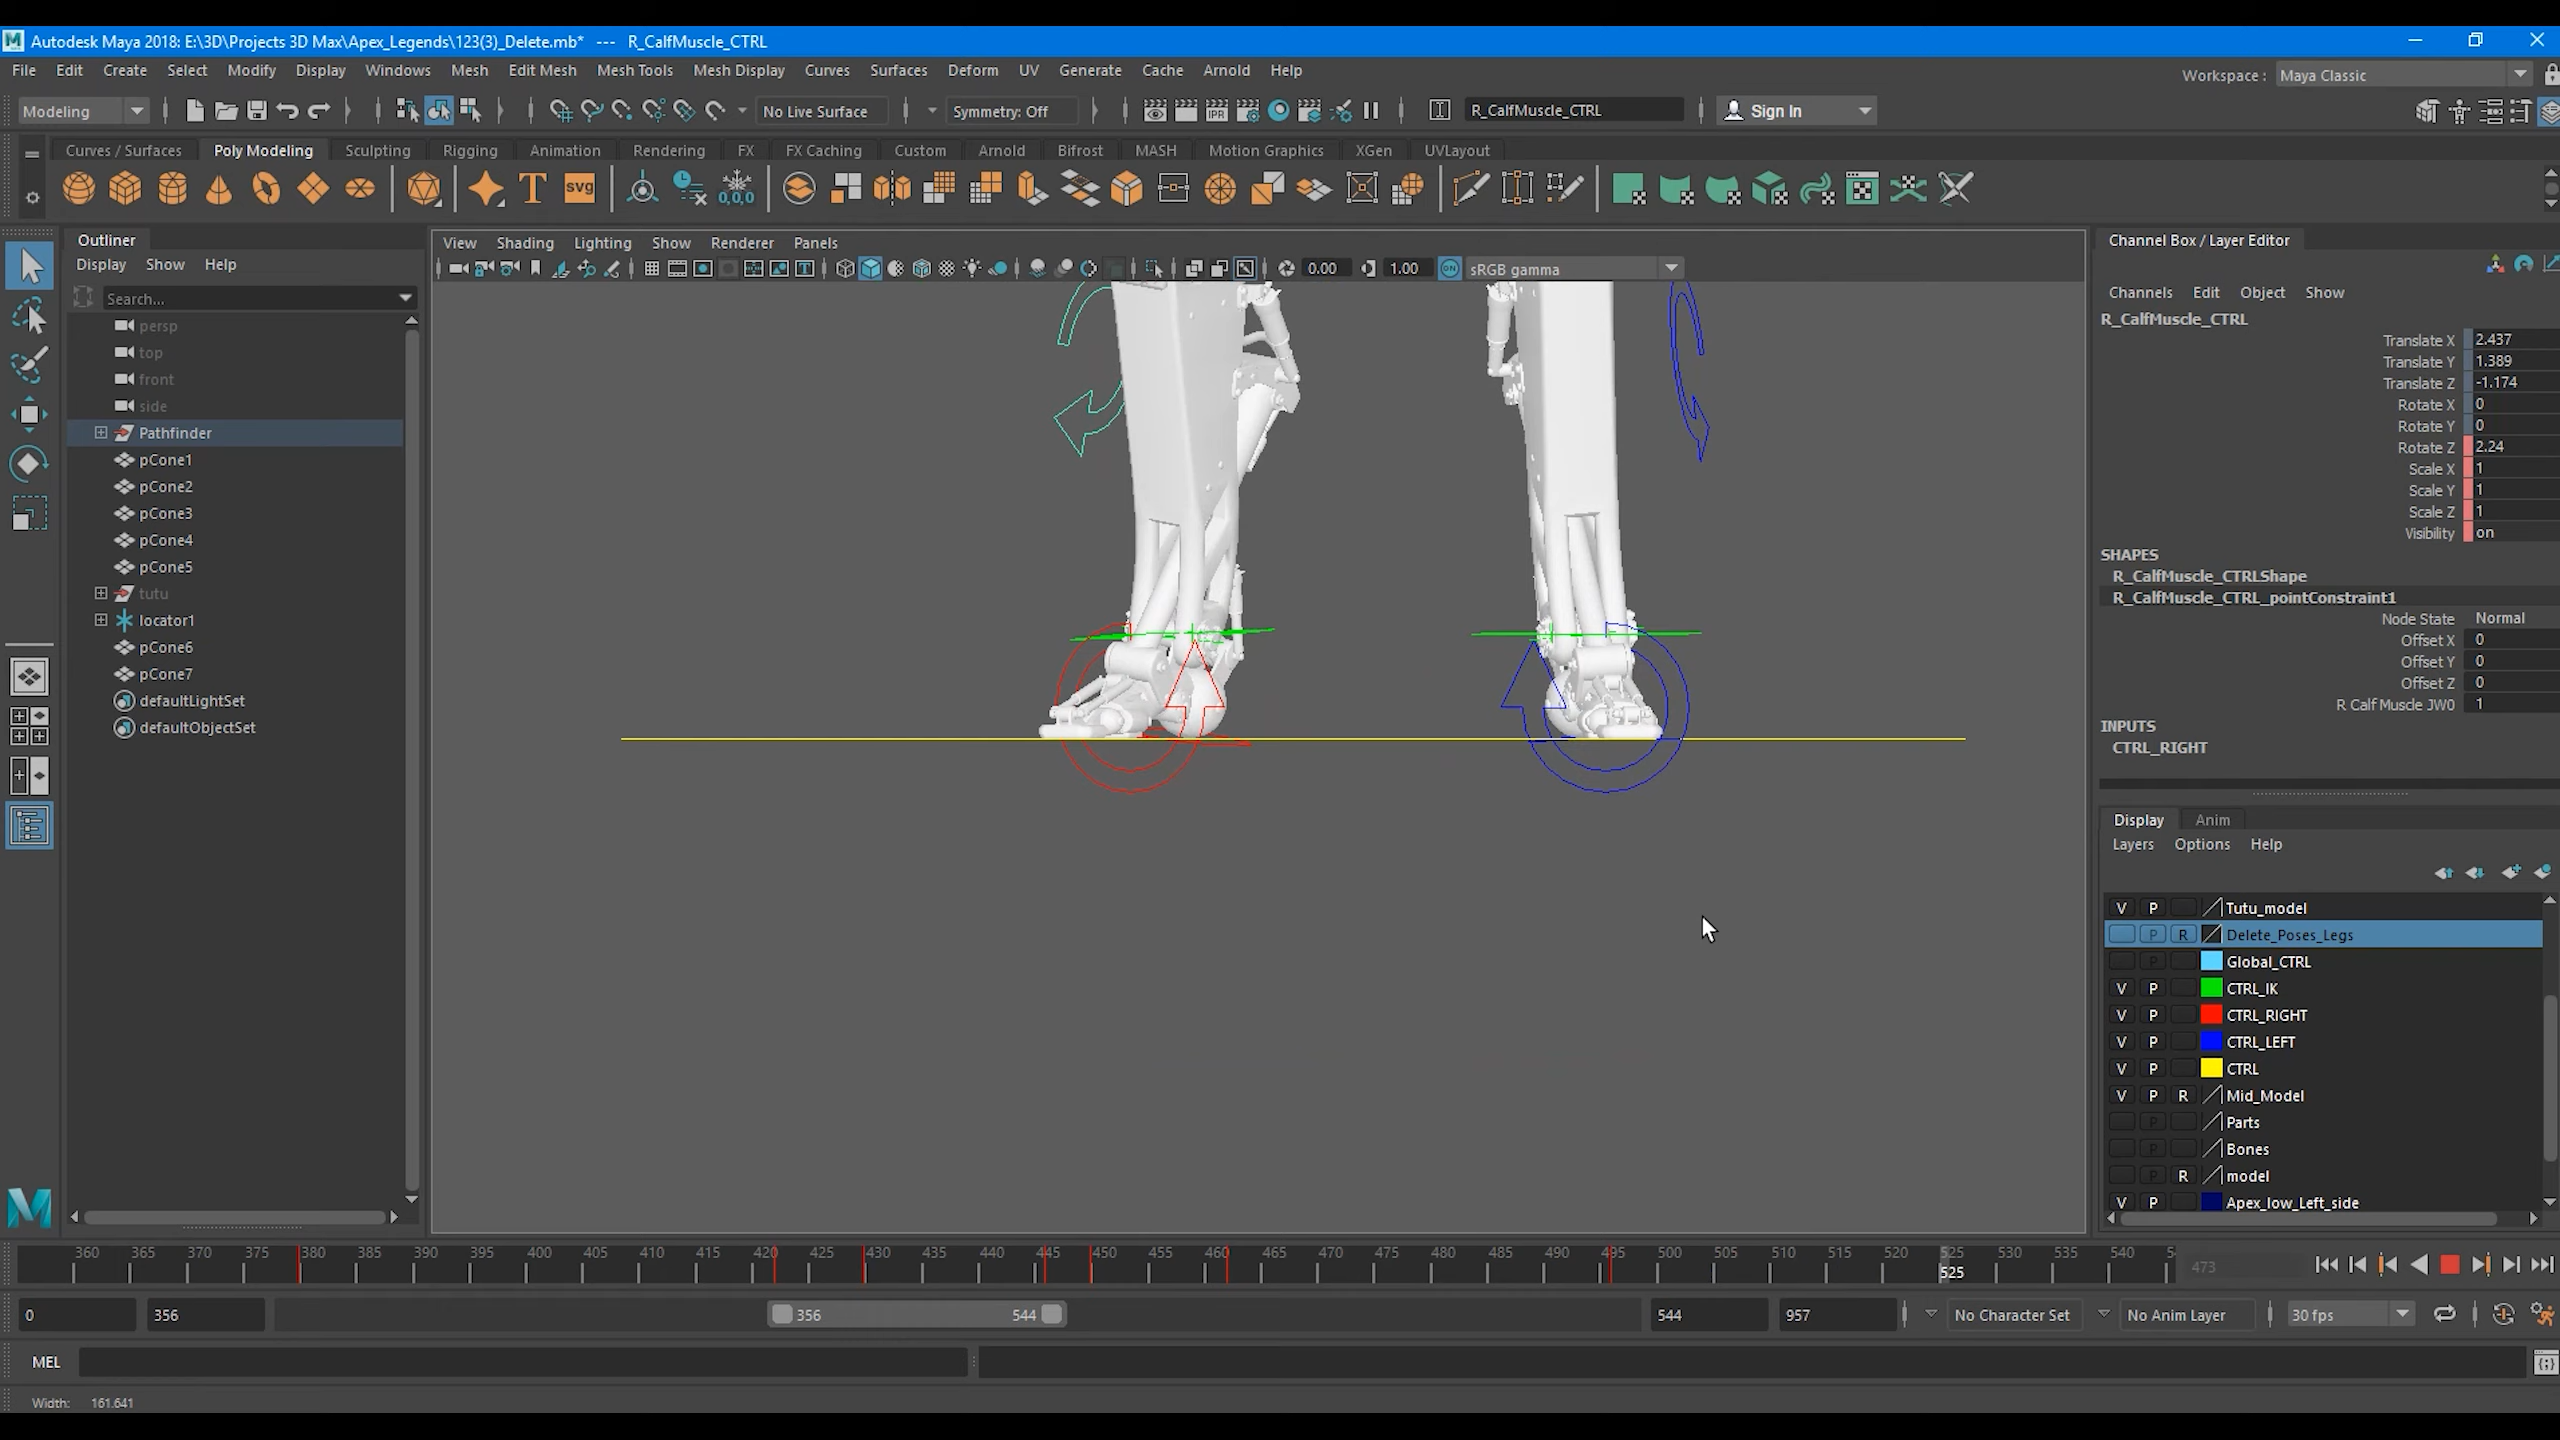 Autodesk Maya 2018: E:\3D\Projects 3D Max\Apex_Legends\123(3)_Delete.mb* --- R_CalfMuscle_CTRL
File Edit Create Select Modify Display Windows Mesh Edit Mesh Mesh Tools Mesh Display Curves Surfaces Deform UV Generate Cache Arnold Help
Workspace : Maya Classic
Modeling No Live Surface Symmetry: Off R_CalfMuscle_CTRL Sign In
Curves / Surfaces Poly Modeling Sculpting Rigging Animation Rendering FX FX Caching Custom Arnold Bifrost MASH Motion Graphics XGen UVLayout
IPR
T svg 0,0,0
Outliner
Display Show Help
Search...
persp
top
front
side
Pathfinder
pCone1
pCone2
pCone3
pCone4
pCone5
tutu
locator1
pCone6
pCone7
defaultLightSet
defaultObjectSet
View Shading Lighting Show Renderer Panels
0.00 1.00 ON sRGB gamma
Channel Box / Layer Editor
Channels Edit Object Show
R_CalfMuscle_CTRL
Translate X 2.437
Translate Y 1.389
Translate Z -1.174
Rotate X 0
Rotate Y 0
Rotate Z 2.24
Scale X 1
Scale Y 1
Scale Z 1
Visibility on
SHAPES
R_CalfMuscle_CTRLShape
R_CalfMuscle_CTRL_pointConstraint1
Node State Normal
Offset X 0
Offset Y 0
Offset Z 0
R Calf Muscle JW0 1
INPUTS
CTRL_RIGHT
Display Anim
Layers Options Help
V P Tutu_model
P R Delete_Poses_Legs
P Global_CTRL
V P CTRL_IK
V P CTRL_RIGHT
V P CTRL_LEFT
V P CTRL
V P R Mid_Model
P Parts
P Bones
P R model
V P Apex_low_Left_side
360 365 370 375 380 385 390 395 400 405 410 415 420 425 430 435 440 445 450 455 460 465 470 475 480 485 490 495 500 505 510 515 520 525 530 535 540 5
525
473
0 356 356 544 544 957 No Character Set No Anim Layer 30 fps
MEL
Width: 161.641